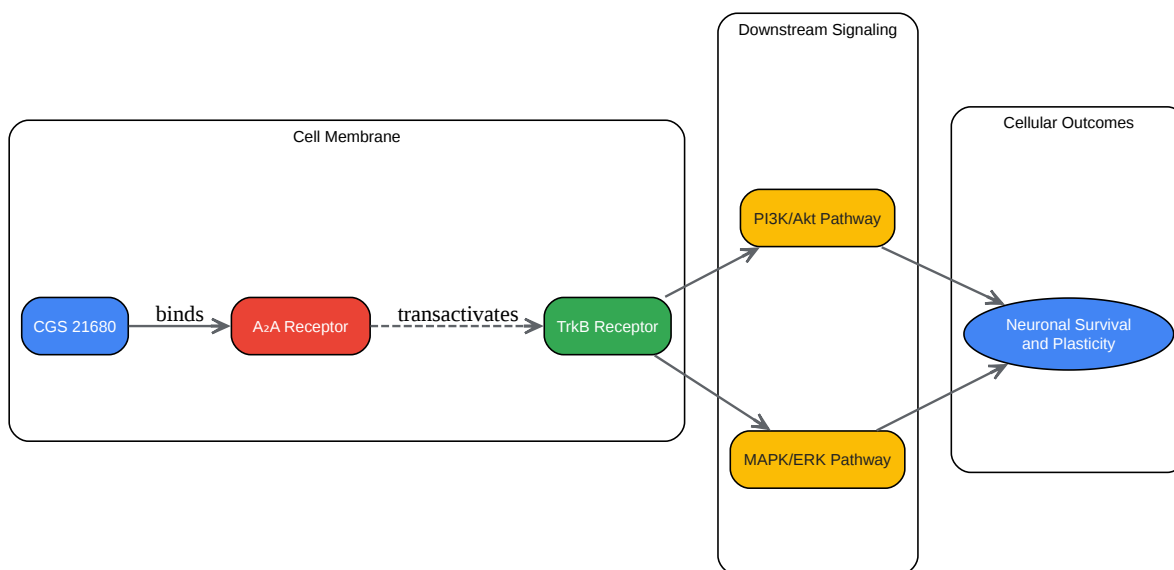 Downstream Signaling
Cell Membrane
Cellular Outcomes
CGS 21680
binds
A₂A Receptor
transactivates
TrkB Receptor
PI3K/Akt Pathway
MAPK/ERK Pathway
Neuronal Survival
and Plasticity